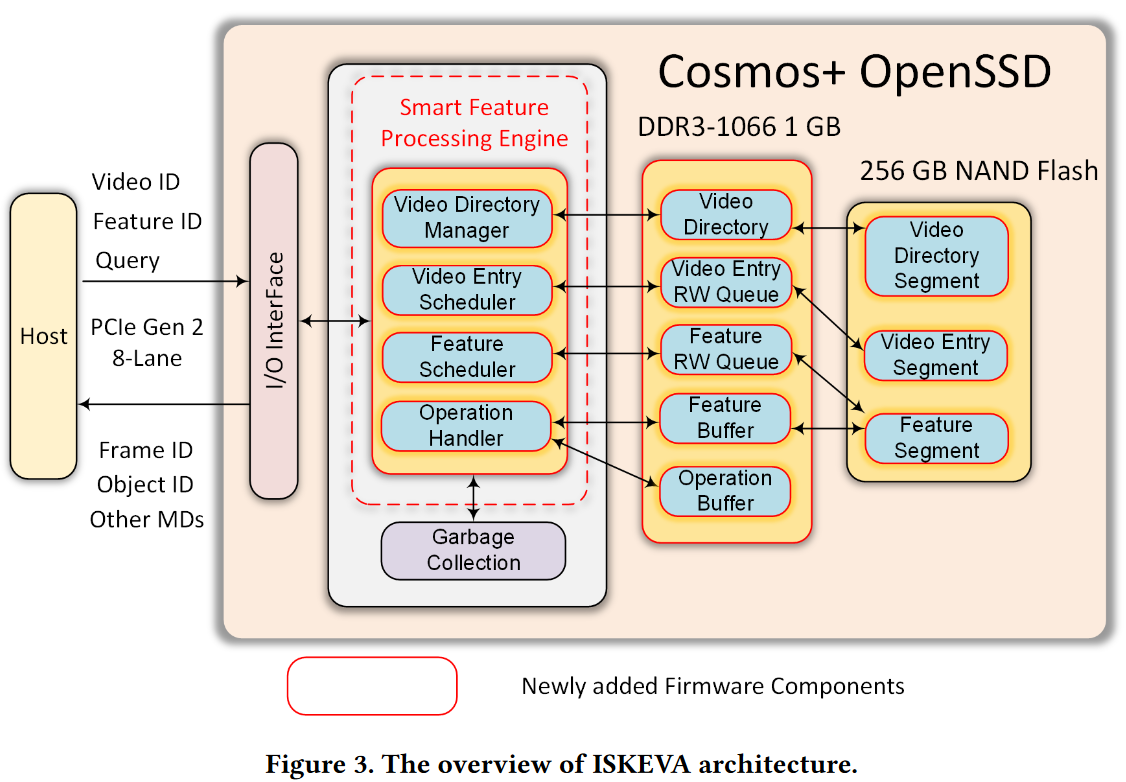 Cosmos+ OpenSSD
Smart Feature
Processing Engine
DDR3-1066 1 GB
256 GB NAND Flash
Video ID
Feature ID
Query
PCIe Gen 2
8-Lane
Host
Frame ID
Object ID
Other MDs
I/O InterFace
Video Directory
Manager
Video Entry
Scheduler
Feature
Scheduler
Operation
Handler
Garbage
Collection
Video
Directory
Video Entry
RW Queue
Feature
RW Queue
Feature
Buffer
Operation
Buffer
Video
Directory
Segment
Video Entry
Segment
Feature
Segment
Newly added Firmware Components
Figure 3. The overview of ISKEVA architecture.